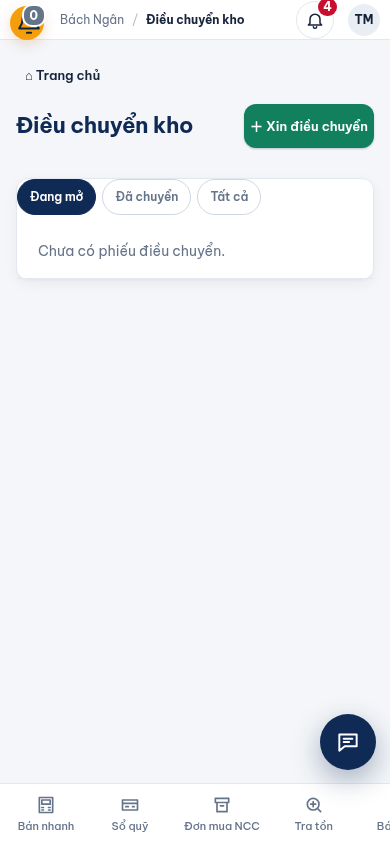 0
Bách Ngân / Điều chuyển kho
4
TM
⌂ Trang chủ
Điều chuyển kho
+ Xin điều chuyển
Đang mở
Đã chuyển
Tất cả
Chưa có phiếu điều chuyển.
Bán nhanh
Sổ quỹ
Đơn mua NCC
Tra tồn